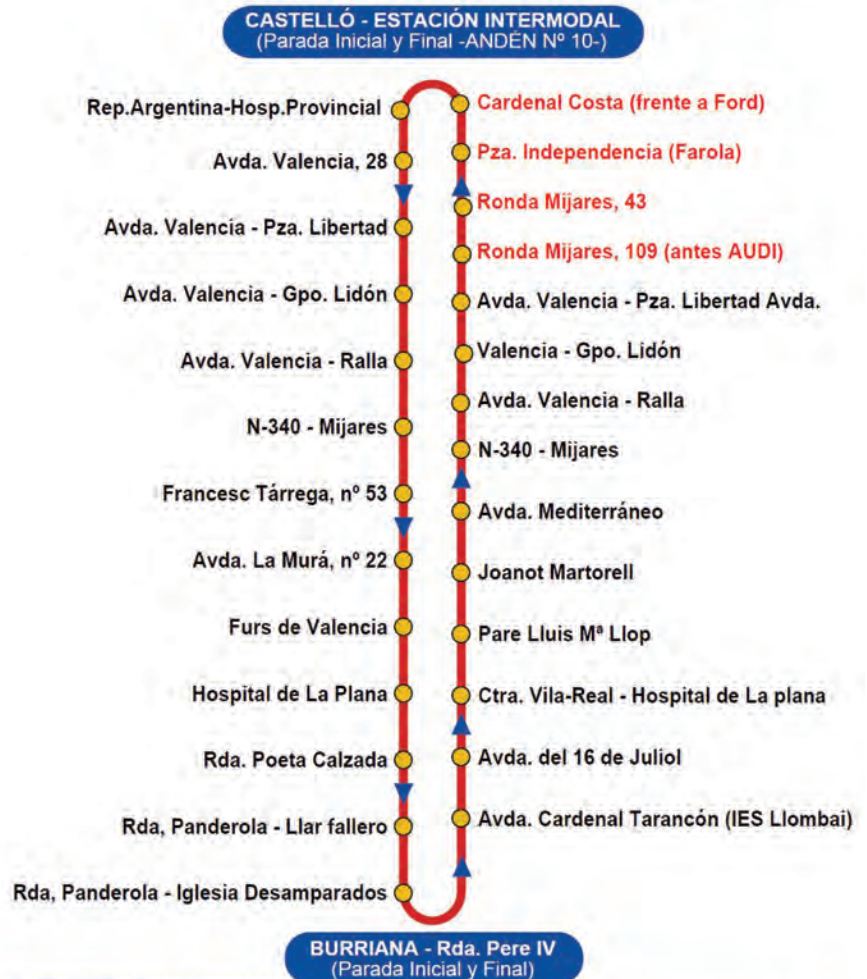 CASTELLÓ - ESTACIÓN INTERMODAL
(Parada Inicial y Final -ANDÉN Nº 10-)
Rep.Argentina-Hosp.Provincial
Avda. Valencia, 28
Avda. Valencia - Pza. Libertad
Avda. Valencia - Gpo. Lidón
Avda. Valencia - Ralla
N-340 - Mijares
Francesc Tárrega, nº 53
Avda. La Murá, nº 22
Furs de Valencia
Hospital de La Plana
Rda. Poeta Calzada
Rda, Panderola - Llar fallero
Rda, Panderola - Iglesia Desamparados
Cardenal Costa (frente a Ford)
Pza. Independencia (Farola)
Ronda Mijares, 43
Ronda Mijares, 109 (antes AUDI)
Avda. Valencia - Pza. Libertad Avda.
Valencia - Gpo. Lidón
Avda. Valencia - Ralla
N-340 - Mijares
Avda. Mediterráneo
Joanot Martorell
Pare Lluis Mª Llop
Ctra. Vila-Real - Hospital de La plana
Avda. del 16 de Juliol
Avda. Cardenal Tarancón (IES Llombai)
BURRIANA - Rda. Pere IV
(Parada Inicial y Final)